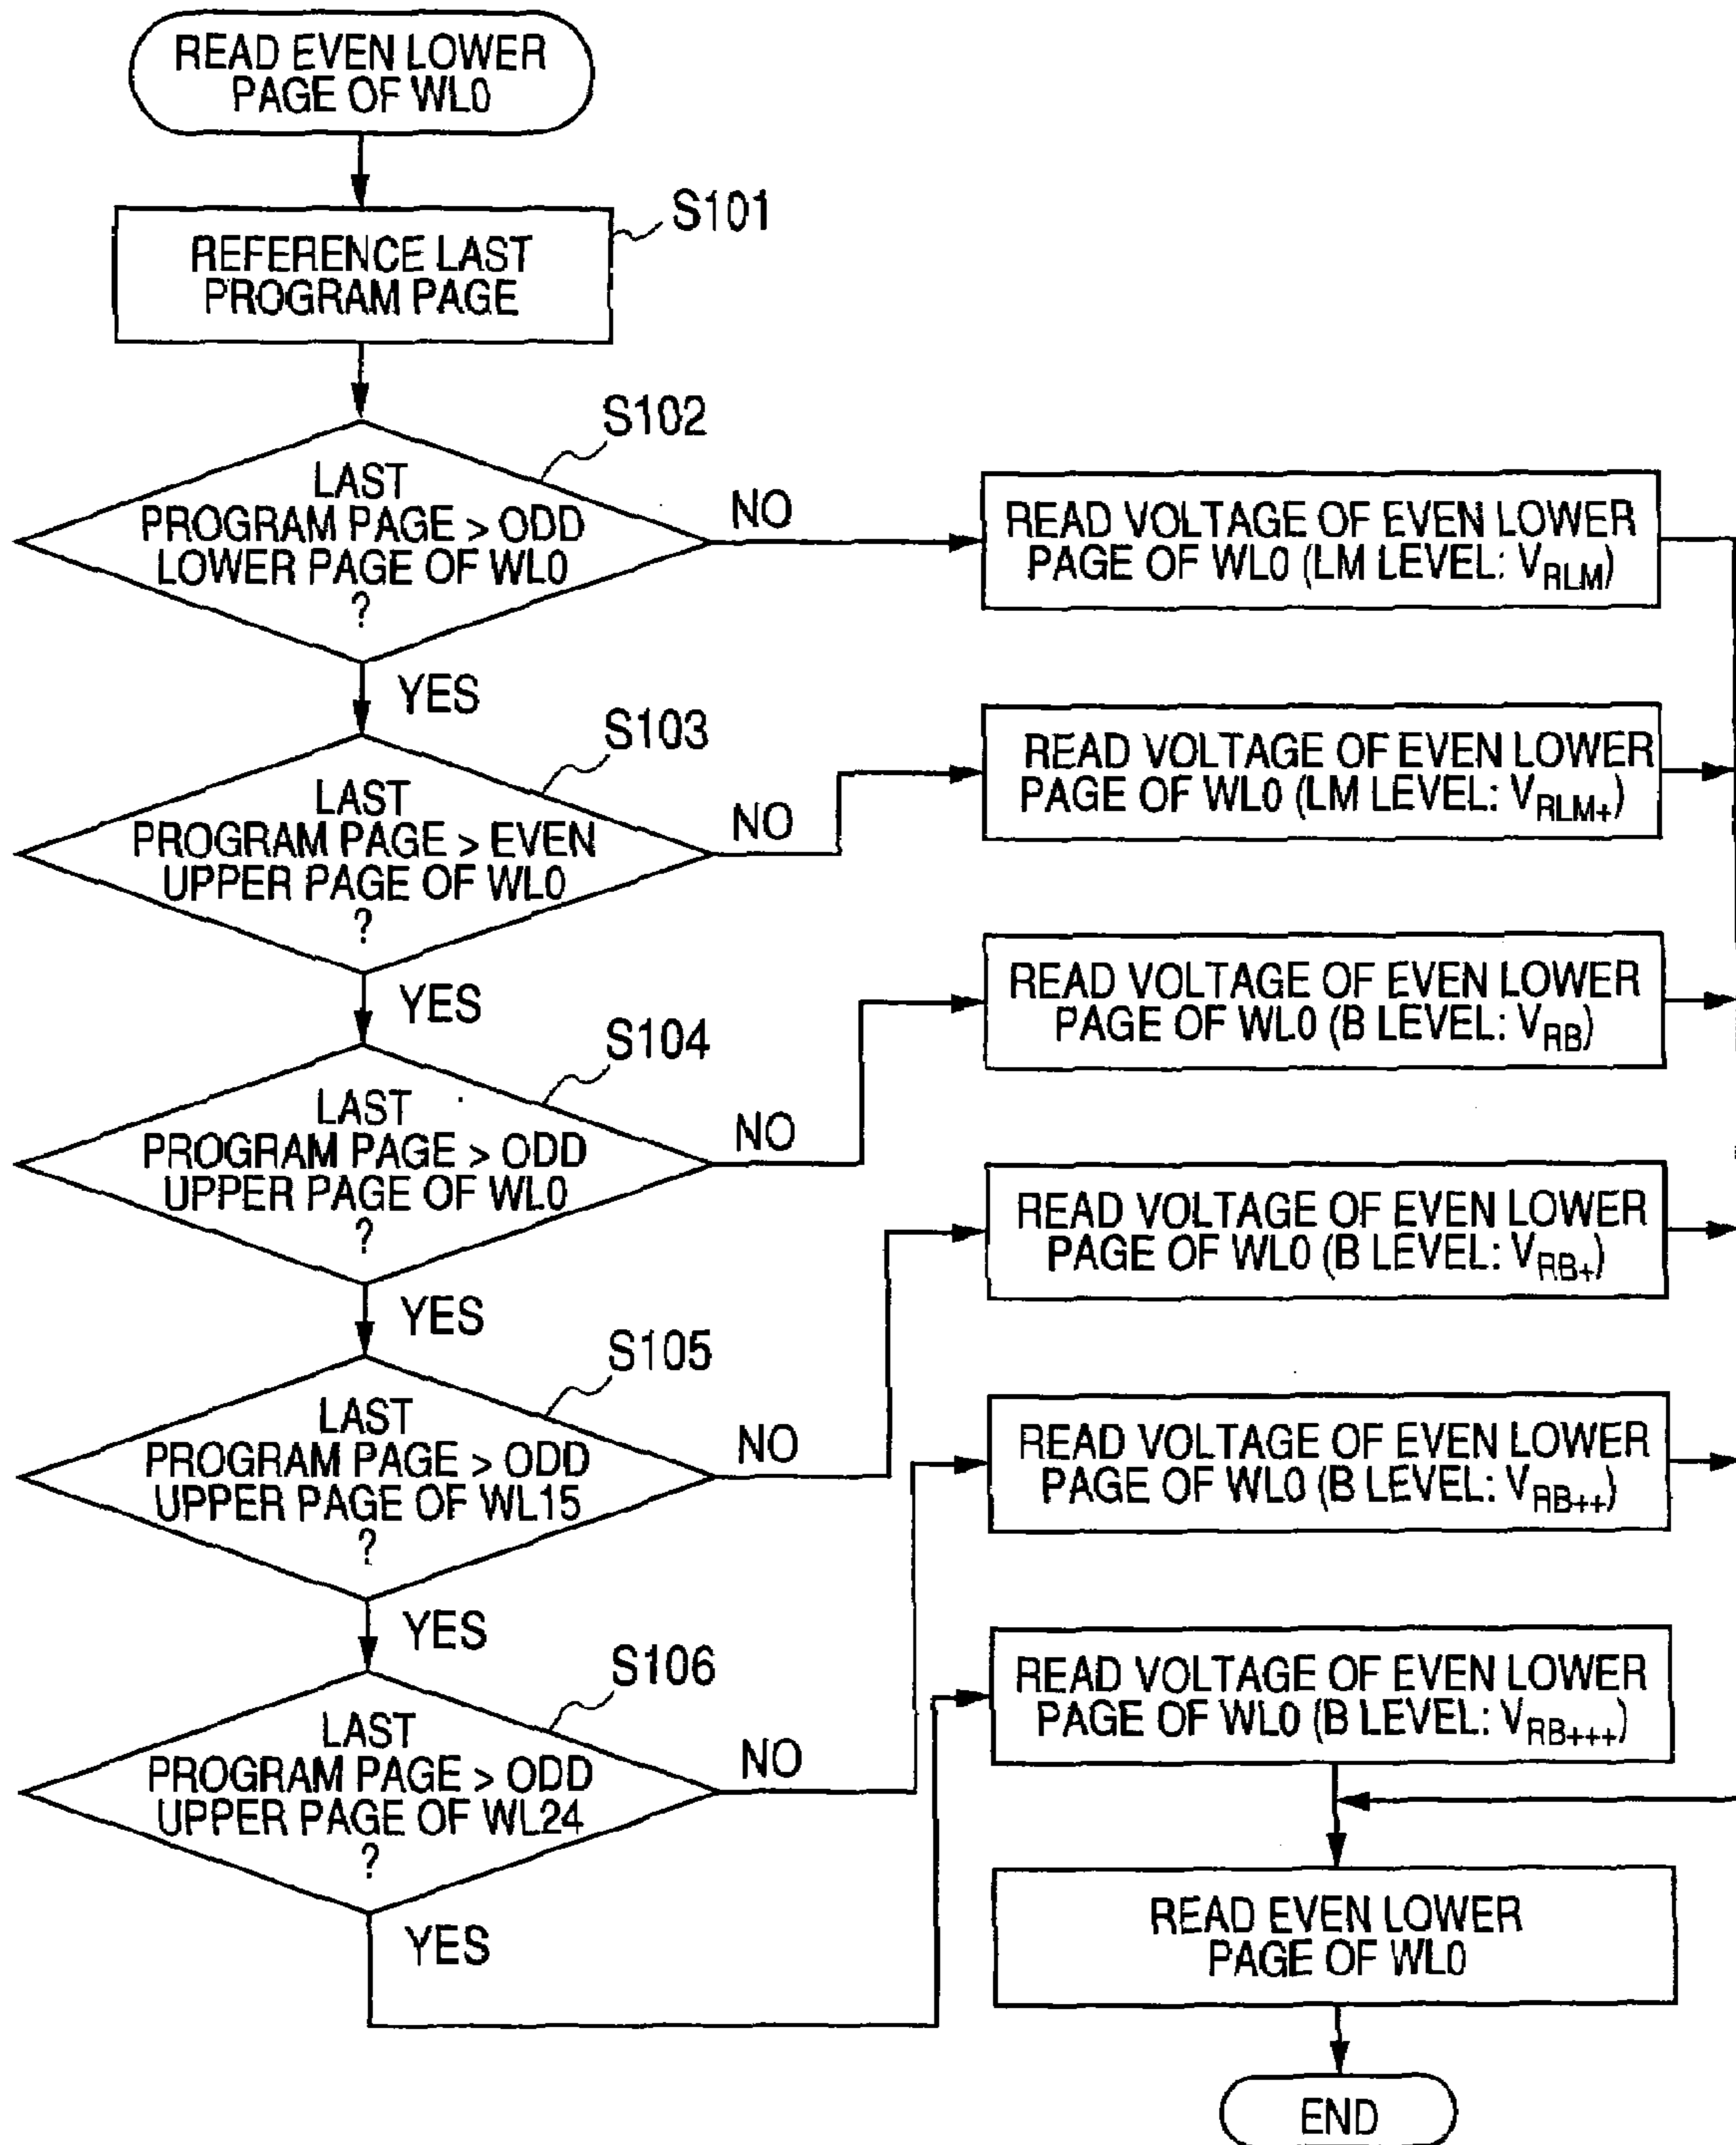 READ EVEN LOWER
PAGE OF WL0
S101
REFERENCE LAST
PROGRAM PAGE
S102
LAST
PROGRAM PAGE > ODD
LOWER PAGE OF WL0
?
NO
READ VOLTAGE OF EVEN LOWER
PAGE OF WL0 (LM LEVEL: VRLM)
YES
S103
LAST
PROGRAM PAGE > EVEN
UPPER PAGE OF WL0
?
NO
READ VOLTAGE OF EVEN LOWER
PAGE OF WL0 (LM LEVEL: VRLM+)
YES
S104
LAST
PROGRAM PAGE > ODD
UPPER PAGE OF WL0
?
NO
READ VOLTAGE OF EVEN LOWER
PAGE OF WL0 (B LEVEL: VRB)
YES
S105
LAST
PROGRAM PAGE > ODD
UPPER PAGE OF WL15
?
NO
READ VOLTAGE OF EVEN LOWER
PAGE OF WL0 (B LEVEL: VRB+)
YES
S106
LAST
PROGRAM PAGE > ODD
UPPER PAGE OF WL24
?
NO
READ VOLTAGE OF EVEN LOWER
PAGE OF WL0 (B LEVEL: VRB++)
YES
READ VOLTAGE OF EVEN LOWER
PAGE OF WL0 (B LEVEL: VRB+++)
READ EVEN LOWER
PAGE OF WL0
END